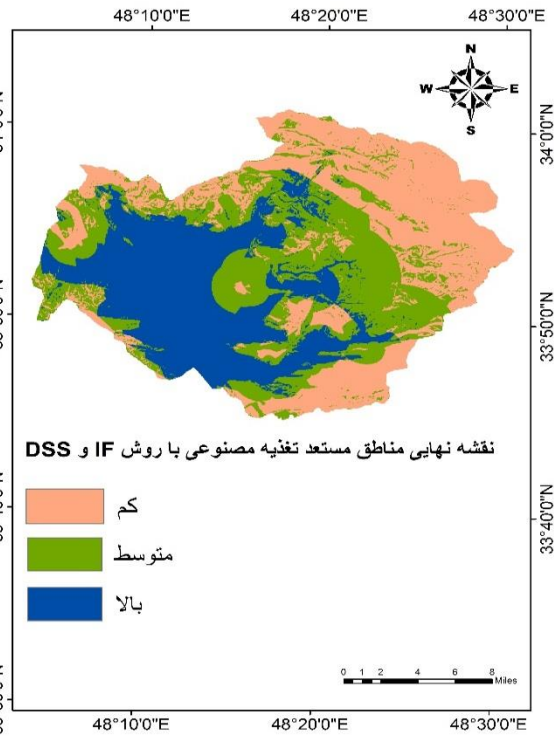 48°10'0"E 48°20'0"E 48°30'0"E
N
W E
S
34°0'0"N
33°50'0"N
33°40'0"N
نقشه نهایی مناطق مستعد تغذیه مصنوعی با روش IF و DSS
کم
متوسط
بالا
0 1 2 4 6 8
Miles
48°10'0"E 48°20'0"E 48°30'0"E